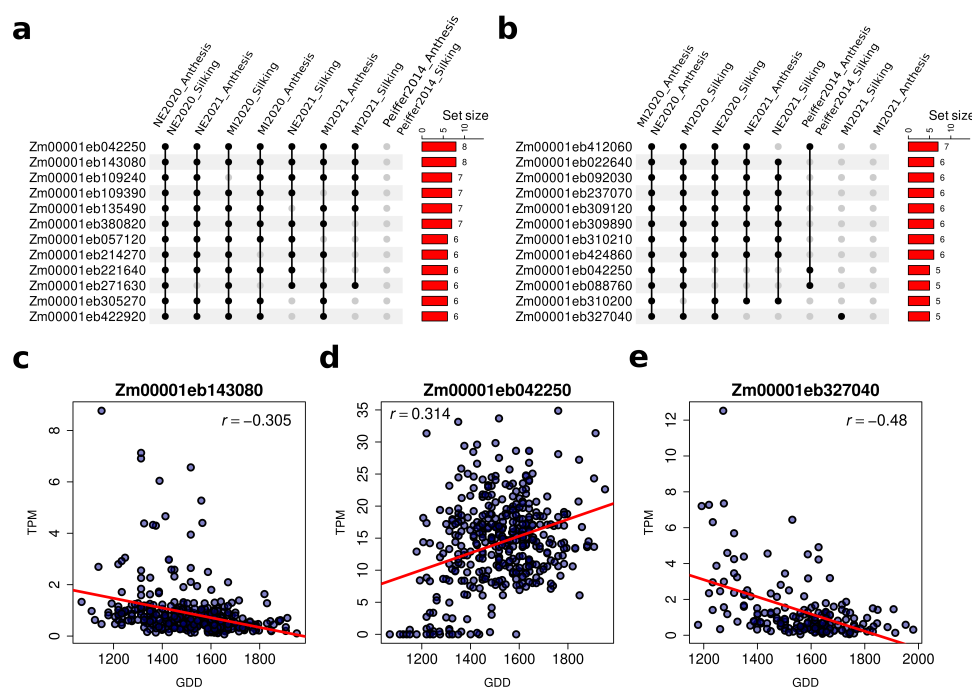 a
NE2020_Anthesis
NE2020_Silking
NE2021_Anthesis
MI2020_Silking
MI2020_Anthesis
NE2021_Silking
MI2021_Anthesis
MI2021_Silking
Peiffer2014_Anthesis
Peiffer2014_Silking
Set size
0 5 10
Zm00001eb042250 8
Zm00001eb143080 8
Zm00001eb109240 7
Zm00001eb109390 7
Zm00001eb135490 7
Zm00001eb380820 7
Zm00001eb057120 6
Zm00001eb214270 6
Zm00001eb221640 6
Zm00001eb271630 6
Zm00001eb305270 6
Zm00001eb422920 6
b
MI2020_Anthesis
NE2020_Anthesis
MI2020_Silking
NE2020_Silking
NE2021_Anthesis
NE2021_Silking
Peiffer2014_Anthesis
Peiffer2014_Silking
MI2021_Silking
MI2021_Anthesis
Set size
0 5 10
Zm00001eb412060 7
Zm00001eb022640 6
Zm00001eb092030 6
Zm00001eb237070 6
Zm00001eb309120 6
Zm00001eb309890 6
Zm00001eb310210 6
Zm00001eb424860 6
Zm00001eb042250 5
Zm00001eb088760 5
Zm00001eb310200 5
Zm00001eb327040 5
c
Zm00001eb143080
r = −0.305
TPM
8
6
4
2
0
1200 1400 1600 1800
GDD
d
Zm00001eb042250
r = 0.314
TPM
35
30
25
20
15
10
5
0
1200 1400 1600 1800
GDD
e
Zm00001eb327040
r = −0.48
TPM
12
10
8
6
4
2
0
1200 1400 1600 1800 2000
GDD